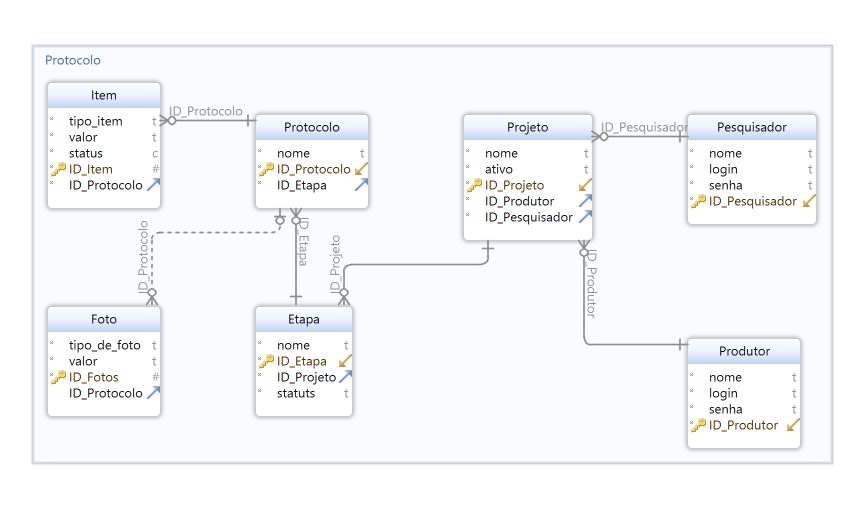 Protocolo
Item
tipo_item t
valor t
status c
ID_Item #
ID_Protocolo
ID_Protocolo
Protocolo
nome t
ID_Protocolo
ID_Etapa
Projeto
nome t
ativo t
ID_Projeto
ID_Produtor
ID_Pesquisador
ID_Pesquisador
Pesquisador
nome t
login t
senha t
ID_Pesquisador
ID_Protocolo
ID_Etapa
ID_Projeto
ID_Produtor
Foto
tipo_de_foto t
valor t
ID_Fotos #
ID_Protocolo
Etapa
nome t
ID_Etapa
ID_Projeto
statuts t
Produtor
nome t
login t
senha t
ID_Produtor